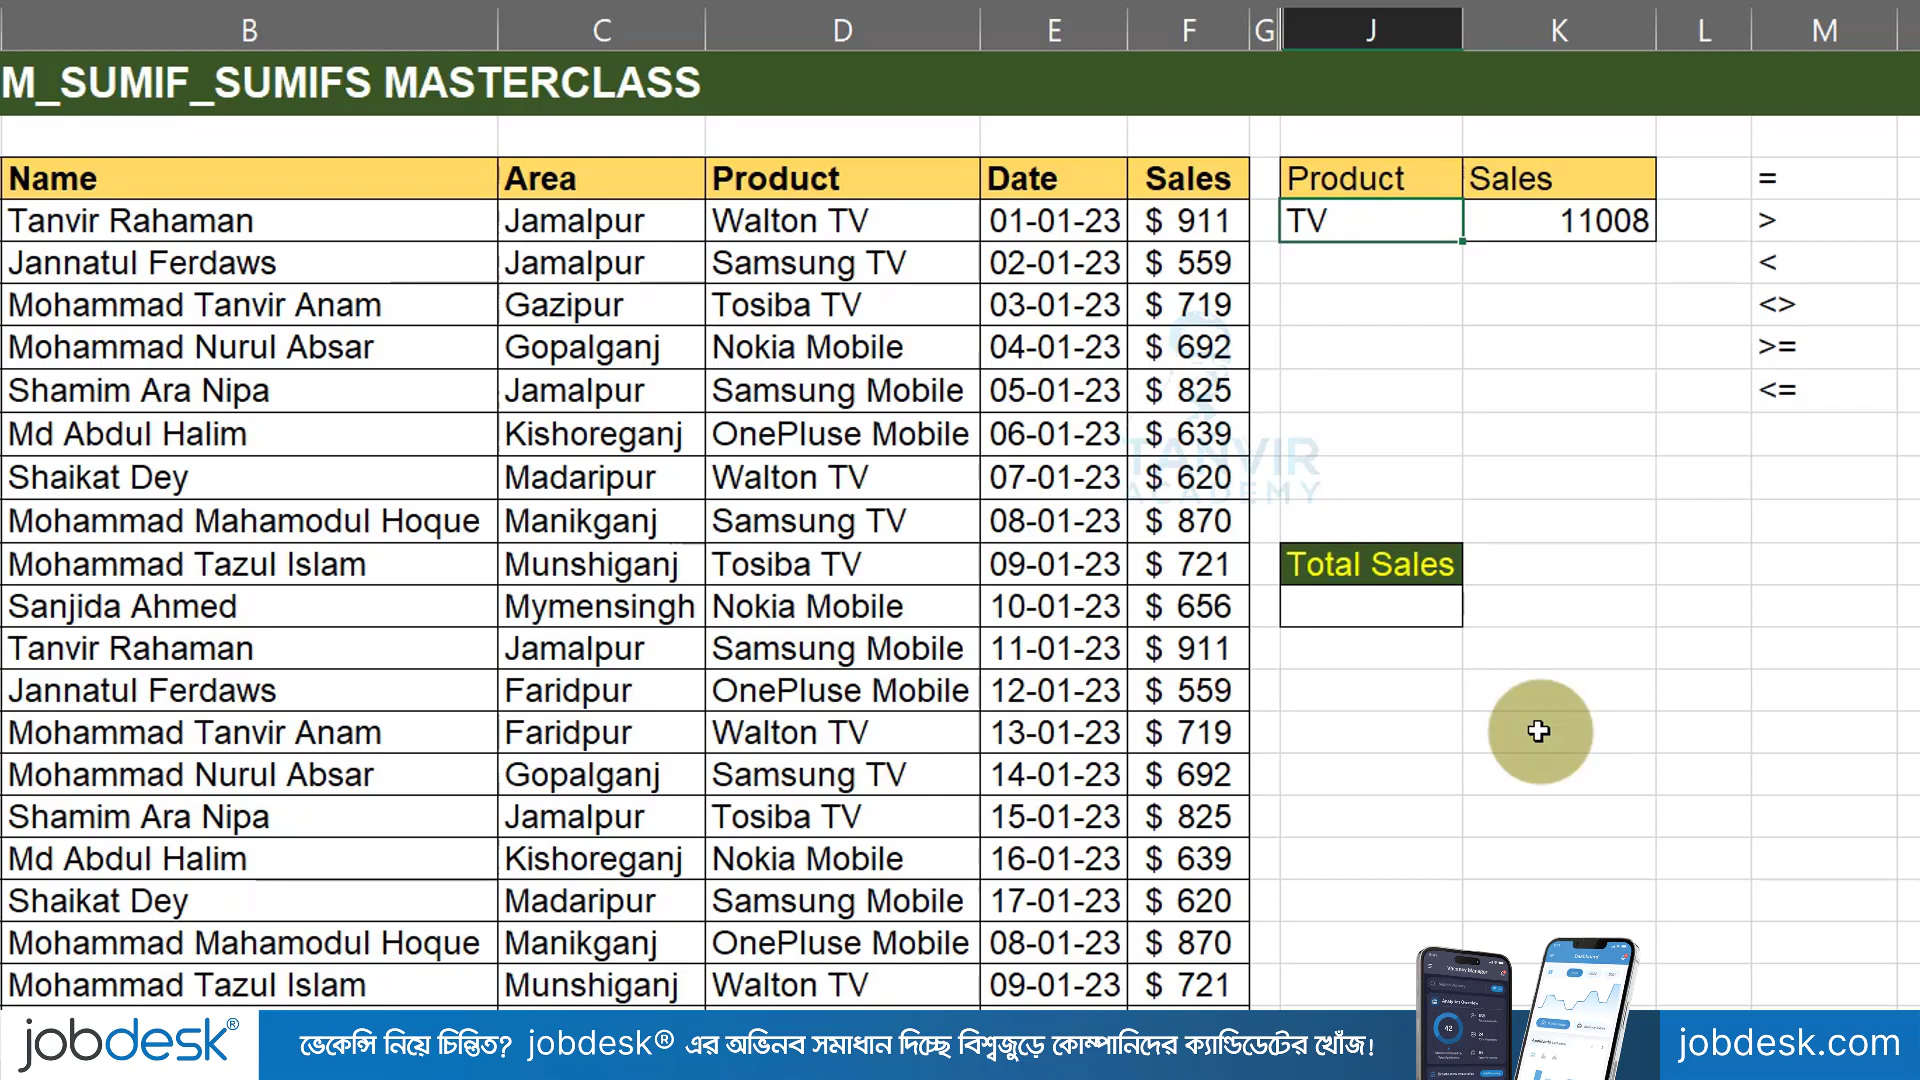 B C D E F G J K L M
M_SUMIF_SUMIFS MASTERCLASS
Name Area Product Date Sales Product Sales =
Tanvir Rahaman Jamalpur Walton TV 01-01-23 $ 911 TV 11008 >
Jannatul Ferdaws Jamalpur Samsung TV 02-01-23 $ 559 <
Mohammad Tanvir Anam Gazipur Tosiba TV 03-01-23 $ 719 <>
Mohammad Nurul Absar Gopalganj Nokia Mobile 04-01-23 $ 692 >=
Shamim Ara Nipa Jamalpur Samsung Mobile 05-01-23 $ 825 <=
Md Abdul Halim Kishoreganj OnePluse Mobile 06-01-23 $ 639
TANVIR
Shaikat Dey Madaripur Walton TV 07-01-23 $ 620
ACADEMY
Mohammad Mahamodul Hoque Manikganj Samsung TV 08-01-23 $ 870
Mohammad Tazul Islam Munshiganj Tosiba TV 09-01-23 $ 721 Total Sales
Sanjida Ahmed Mymensingh Nokia Mobile 10-01-23 $ 656
Tanvir Rahaman Jamalpur Samsung Mobile 11-01-23 $ 911
Jannatul Ferdaws Faridpur OnePluse Mobile 12-01-23 $ 559
Mohammad Tanvir Anam Faridpur Walton TV 13-01-23 $ 719
Mohammad Nurul Absar Gopalganj Samsung TV 14-01-23 $ 692
Shamim Ara Nipa Jamalpur Tosiba TV 15-01-23 $ 825
Md Abdul Halim Kishoreganj Nokia Mobile 16-01-23 $ 639
Shaikat Dey Madaripur Samsung Mobile 17-01-23 $ 620
Mohammad Mahamodul Hoque Manikganj OnePluse Mobile 08-01-23 $ 870
Mohammad Tazul Islam Munshiganj Walton TV 09-01-23 $ 721
jobdesk® ভেকেন্সি নিয়ে চিন্তিত? jobdesk® এর অভিনব সমাধান দিচ্ছে বিশ্বজুড়ে কোম্পানিদের ক্যান্ডিডেটের খোঁজ! jobdesk.com
Vacancy Manager
Analytics Overview
42
Dashboard